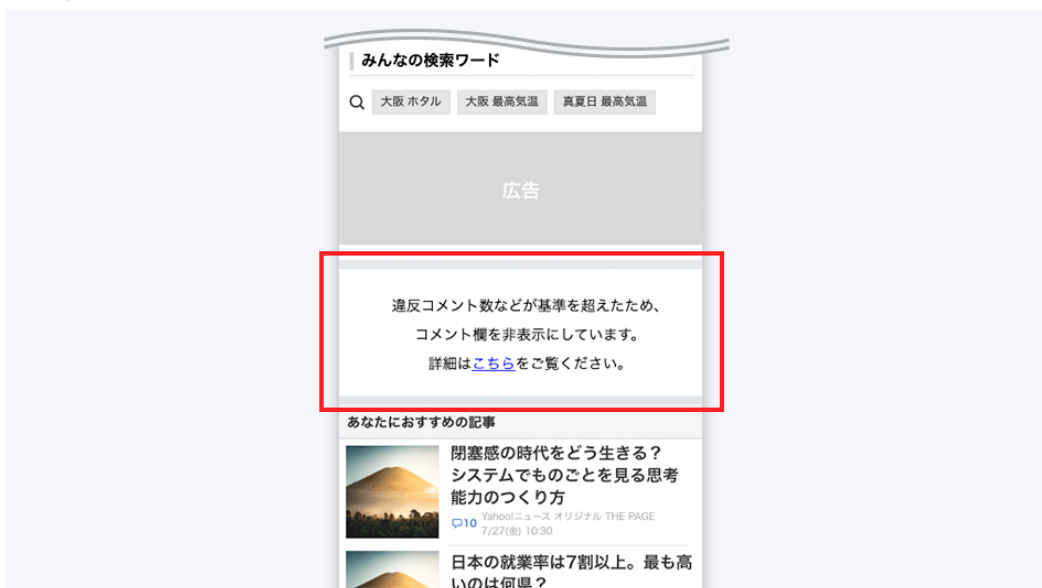 みんなの検索ワード
大阪 ホタル 大阪 最高気温 真夏日 最高気温
広告
違反コメント数などが基準を超えたため、
コメント欄を非表示にしています。
詳細はこちらをご覧ください。
あなたにおすすめの記事
閉塞感の時代をどう生きる？
システムでものごとを見る思考
能力のつくり方
10 Yahoo!ニュース オリジナル THE PAGE
7/27(金) 10:30
日本の就業率は7割以上。最も高
いのは何県？